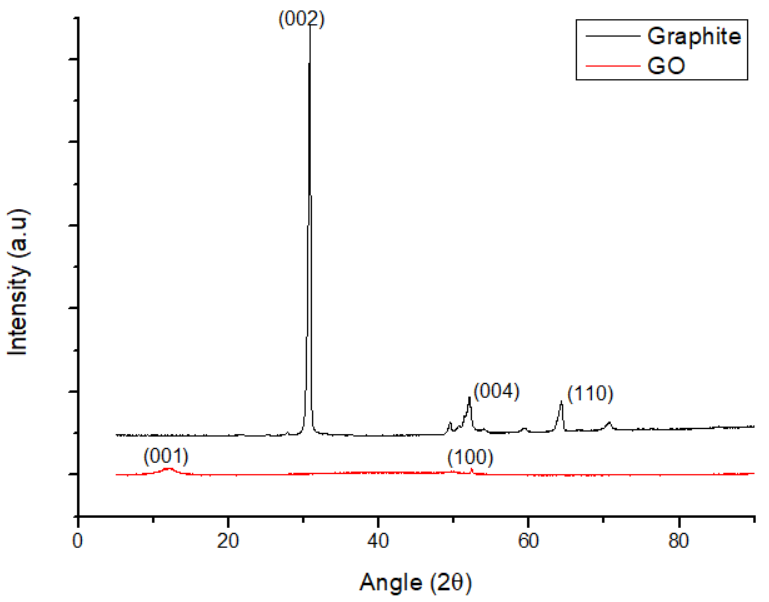 (002)
Graphite
GO
Intensity (a.u)
(004)
(110)
(001)
(100)
0
20
40
60
80
Angle (2θ)